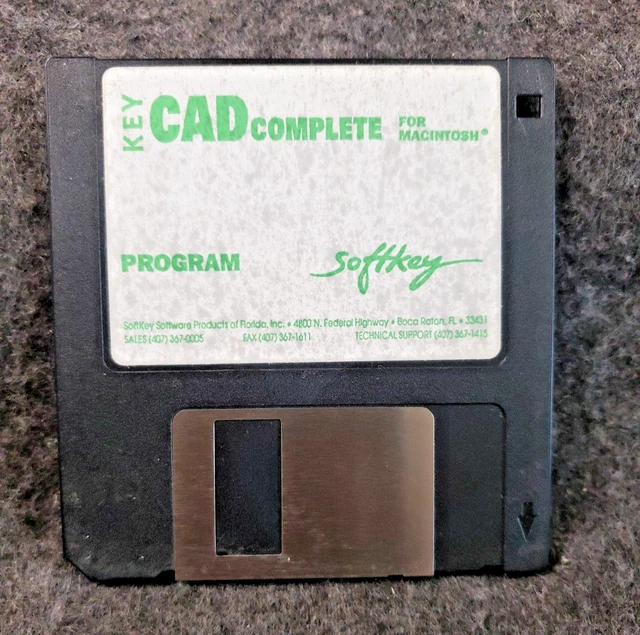 KEY CAD COMPLETE FOR MACINTOSH®
PROGRAM softkey
SoftKey Software Products of Florida, Inc. • 4800 N. Federal Highway • Boca Raton, FL • 33431
SALES (407) 367-0005 FAX (407) 367-1611 TECHNICAL SUPPORT (407) 367-1415